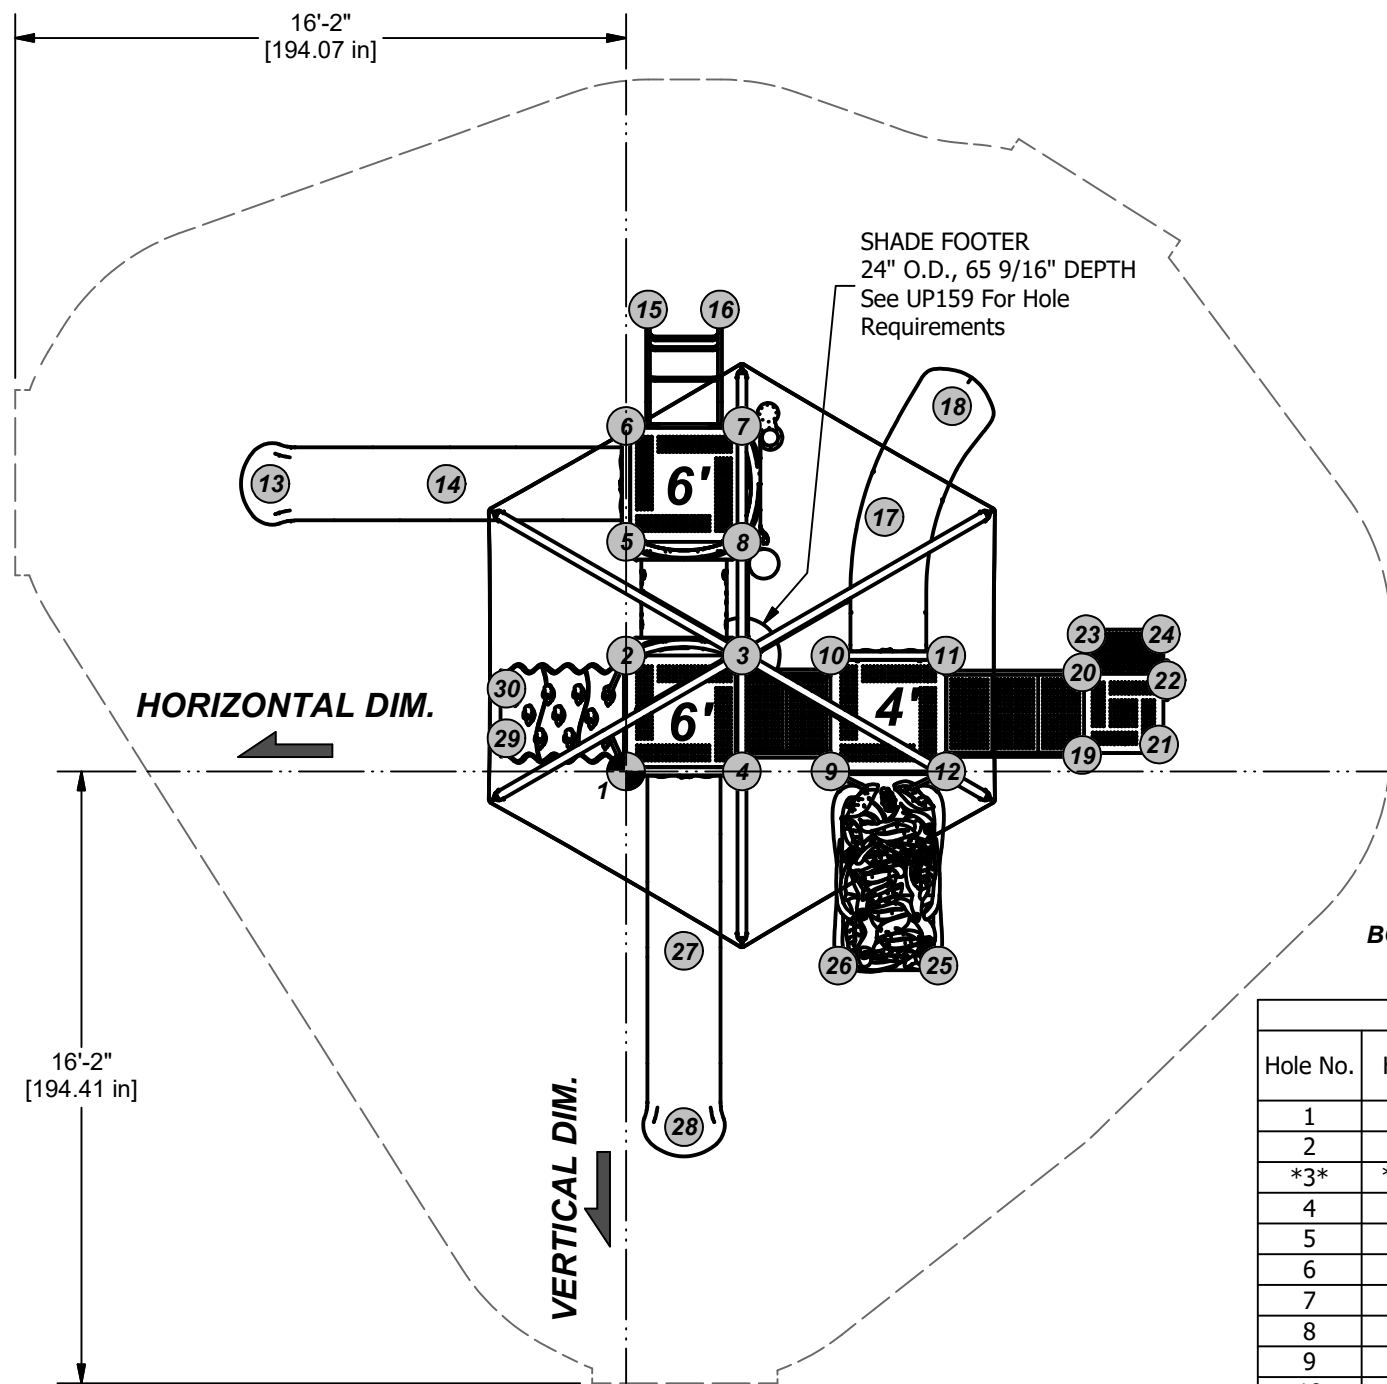 16'-2"
[194.07 in]
SHADE FOOTER
24" O.D., 65 9/16" DEPTH
See UP159 For Hole
Requirements
15 16
18
6 7
6'
13 14
17
5 8
23 24
2 3 10 11
20 22
30
HORIZONTAL DIM.
6' 4'
29
21
19
1 4 9 12
27
26 25
16'-2"
[194.41 in]
28
VERTICAL DIM.
Hole No.
1
2
*3*
4
5
6
7
8
9